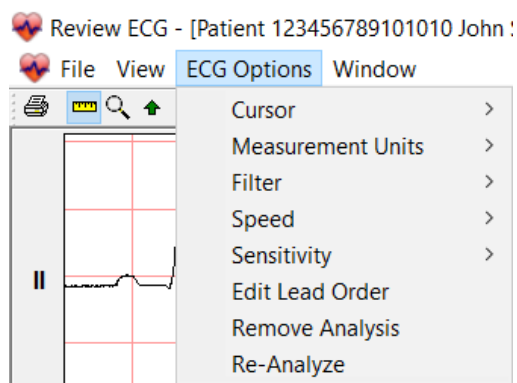 Review ECG - [Patient 123456789101010 John
File View ECG Options Window
Cursor
Measurement Units
Filter
Speed
Sensitivity
Edit Lead Order
Remove Analysis
Re-Analyze
II